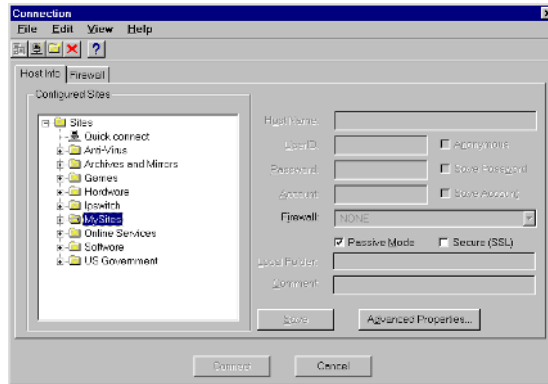 Connection
File Edit View Help
Host Info Firewall
Configured Sites
Sites
Quick connect
Anti-Virus
Archives and Mirrors
Games
Hardware
Ipswitch
MySites
Online Services
Software
US Government
Host Name:
UserID: Anonymous
Password: Save Password
Account: Save Account
Firewall: NONE
Passive Mode Secure (SSL)
Local Folder:
Comment:
Save Advanced Properties...
Connect Cancel